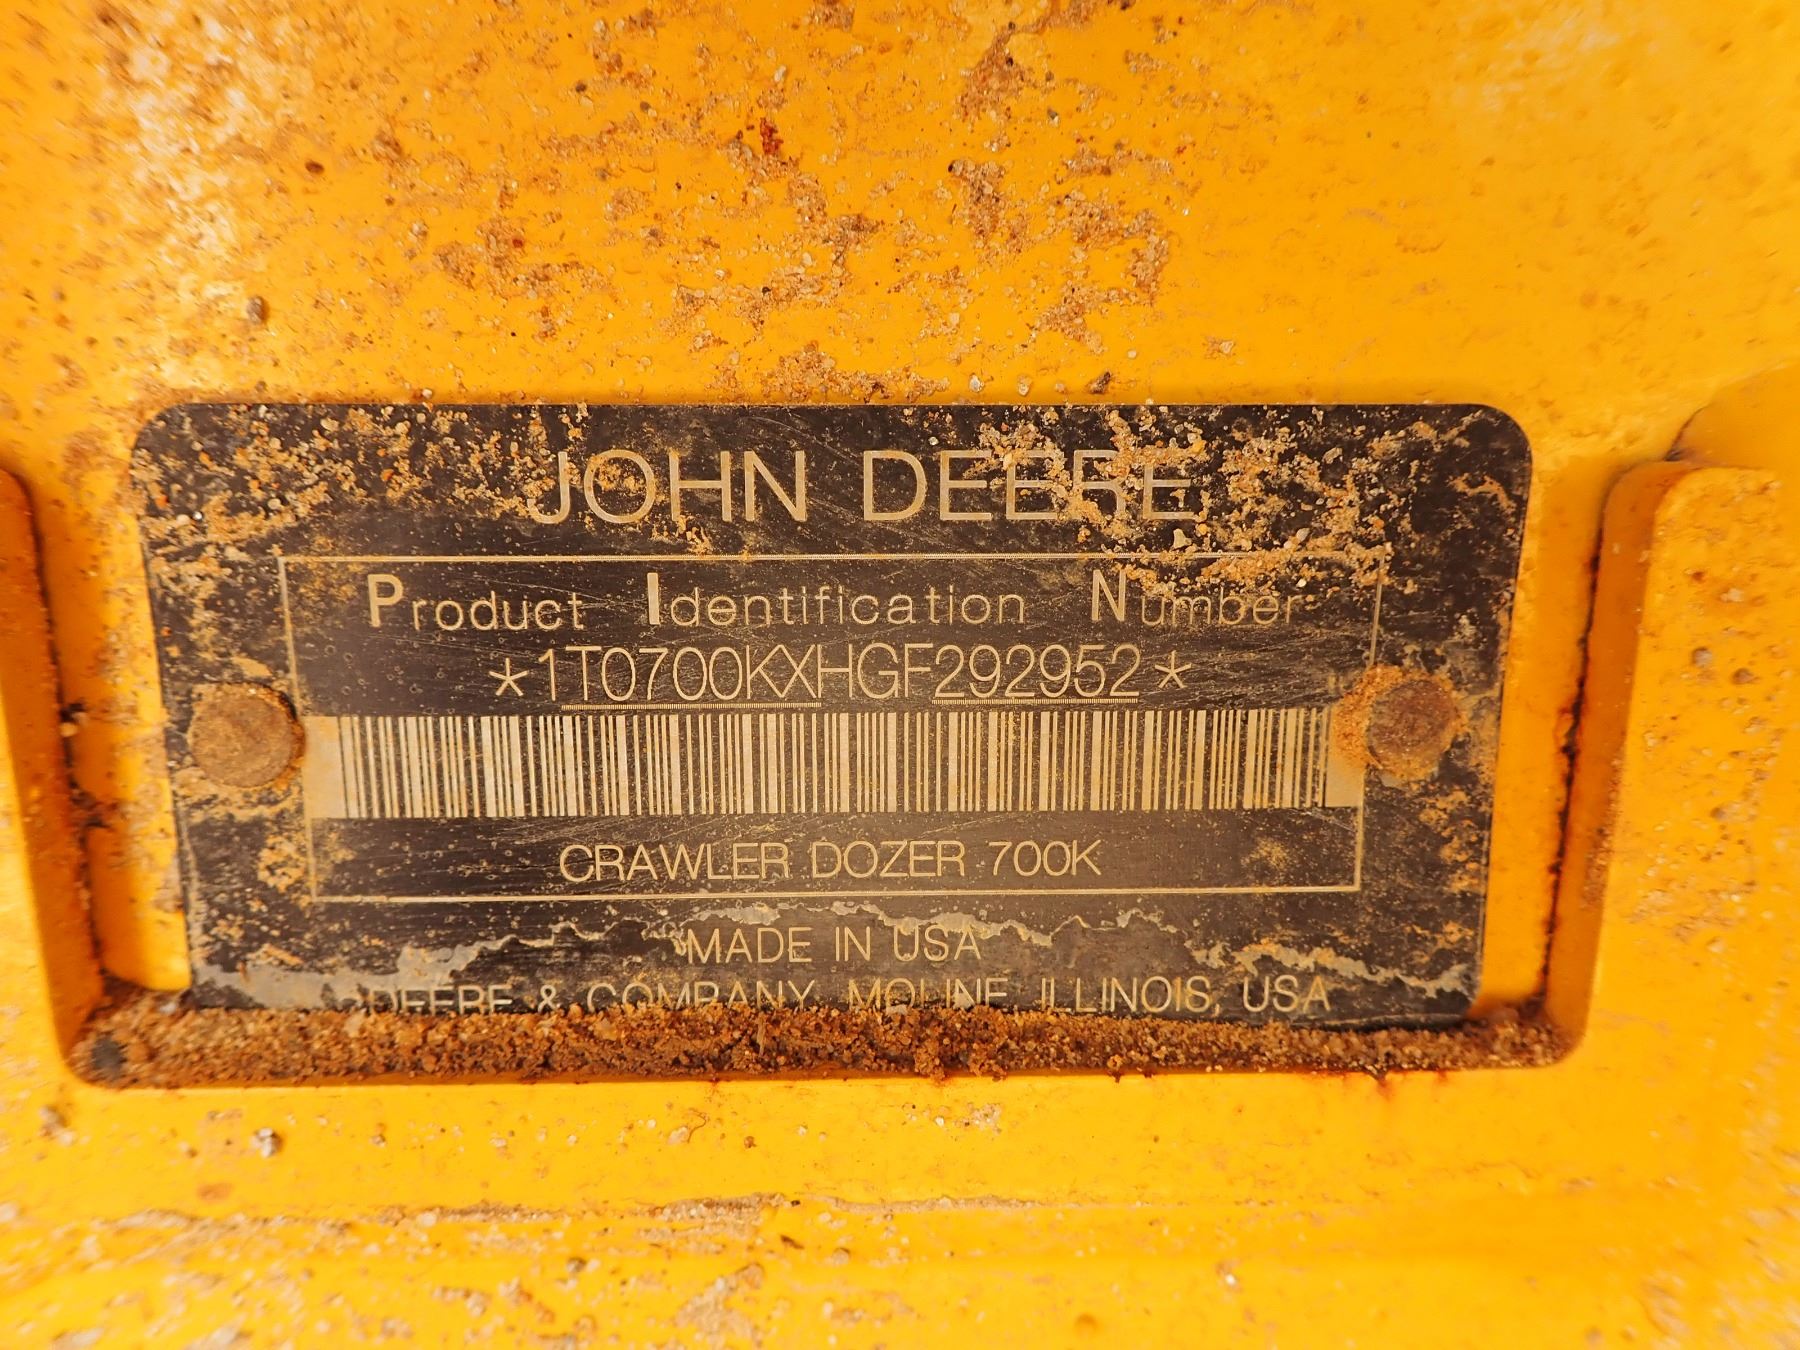 JOHN DEERE
Product Identification Number
*1T0700KXHGF292952*
CRAWLER DOZER 700K
MADE IN USA
DEERE & COMPANY MOLINE ILLINOIS, USA